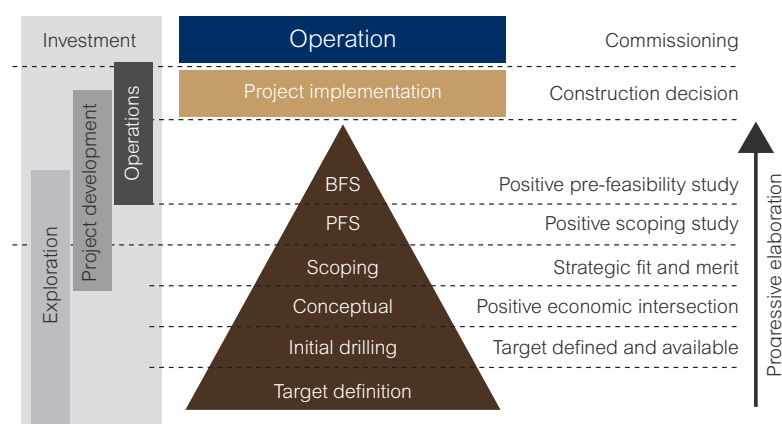 Investment
Operation
Commissioning
Project implementation
Construction decision
Operations
Project development
Exploration
BFS
Positive pre-feasibility study
PFS
Positive scoping study
Scoping
Strategic fit and merit
Conceptual
Positive economic intersection
Initial drilling
Target defined and available
Target definition
Progressive elaboration